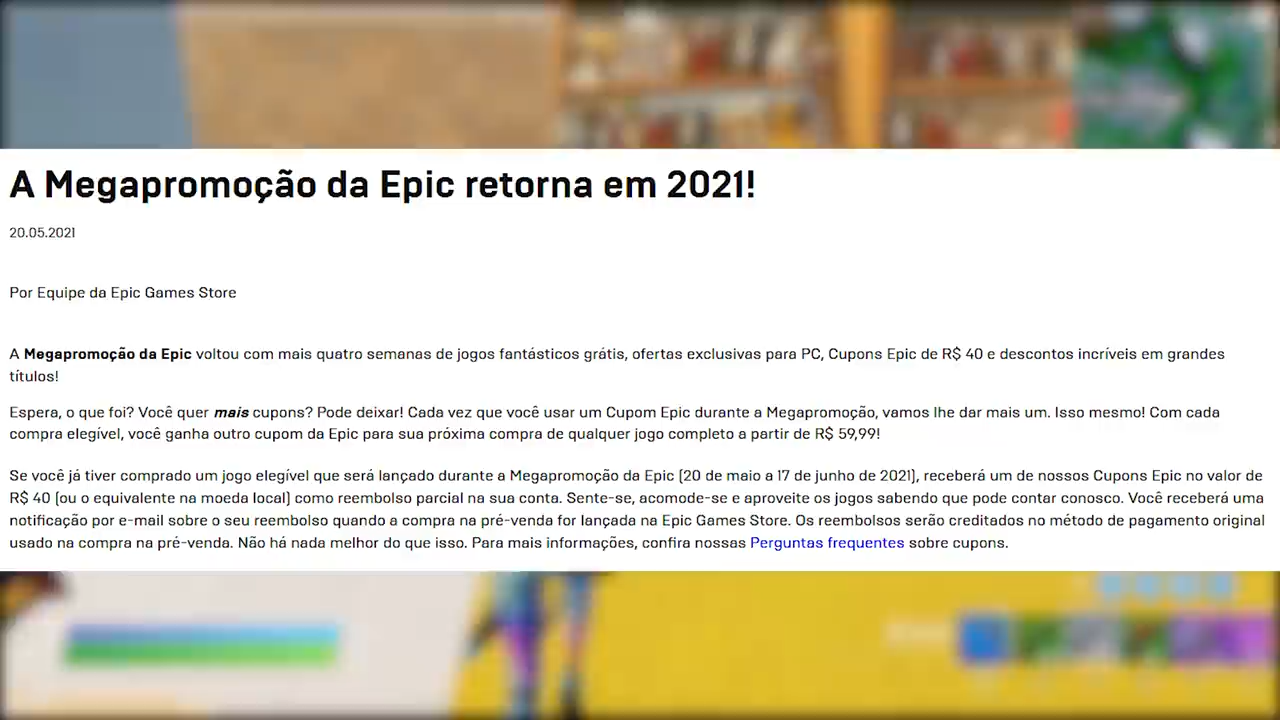 A Megapromoção da Epic retorna em 2021!
20.05.2021
Por Equipe da Epic Games Store
A Megapromoção da Epic voltou com mais quatro semanas de jogos fantásticos grátis, ofertas exclusivas para PC, Cupons Epic de R$ 40 e descontos incríveis em grandes
títulos!
Espera, o que foi? Você quer mais cupons? Pode deixar! Cada vez que você usar um Cupom Epic durante a Megapromoção, vamos lhe dar mais um. Isso mesmo! Com cada
compra elegível, você ganha outro cupom da Epic para sua próxima compra de qualquer jogo completo a partir de R$ 59,99!
Se você já tiver comprado um jogo elegível que será lançado durante a Megapromoção da Epic (20 de maio a 17 de junho de 2021), receberá um de nossos Cupons Epic no valor de
R$ 40 (ou o equivalente na moeda local) como reembolso parcial na sua conta. Sente-se, acomode-se e aproveite os jogos sabendo que pode contar conosco. Você receberá uma
notificação por e-mail sobre o seu reembolso quando a compra na pré-venda for lançada na Epic Games Store. Os reembolsos serão creditados no método de pagamento original
usado na compra na pré-venda. Não há nada melhor do que isso. Para mais informações, confira nossas Perguntas frequentes sobre cupons.